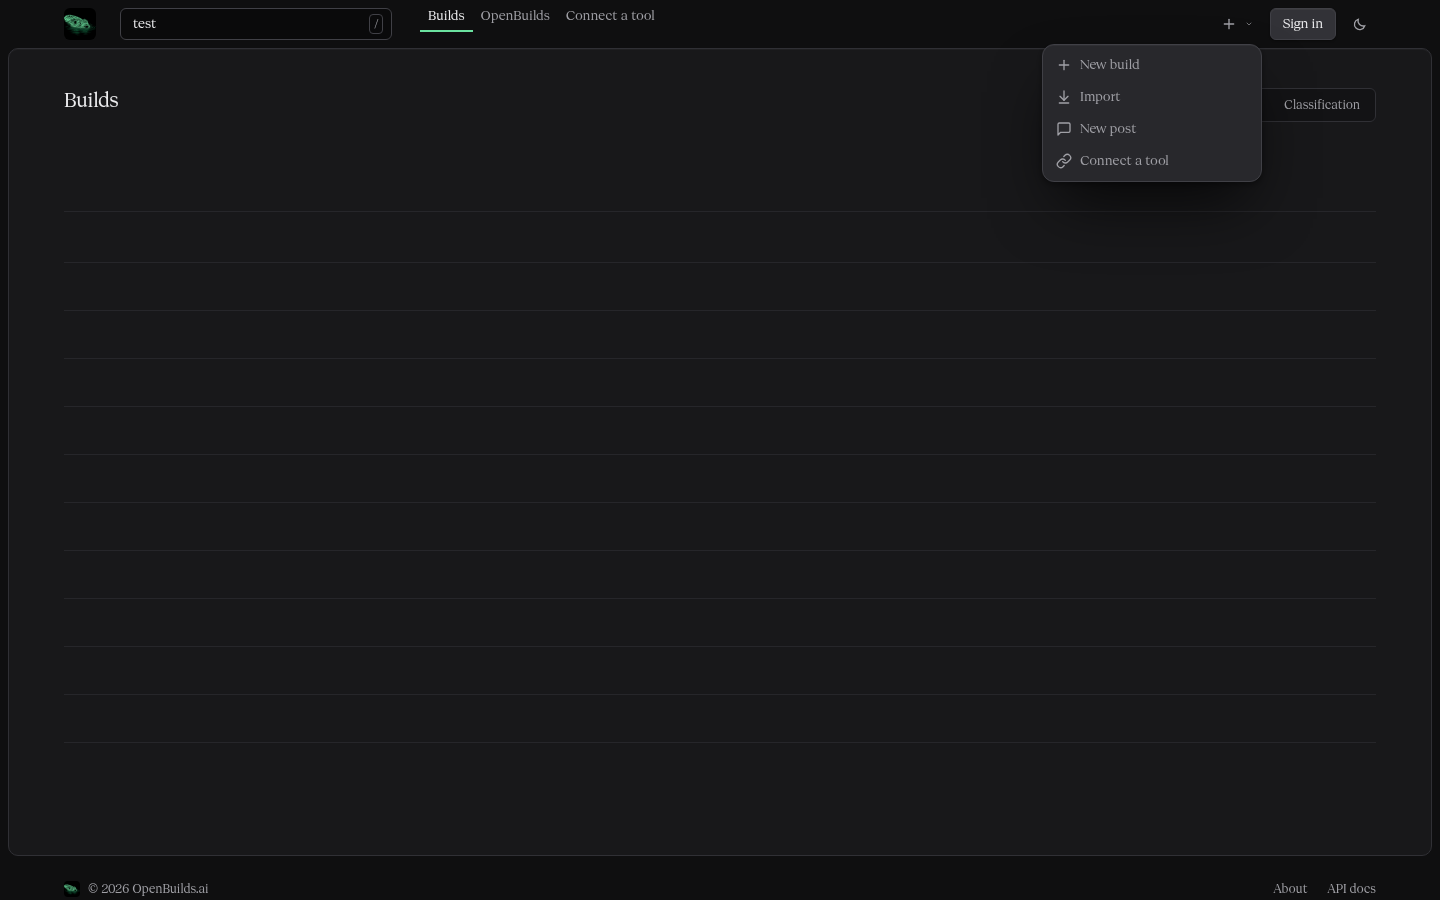 test /
Builds OpenBuilds Connect a tool
Sign in
New build
Import
New post
Connect a tool
Builds
Classification
© 2026 OpenBuilds.ai
About API docs